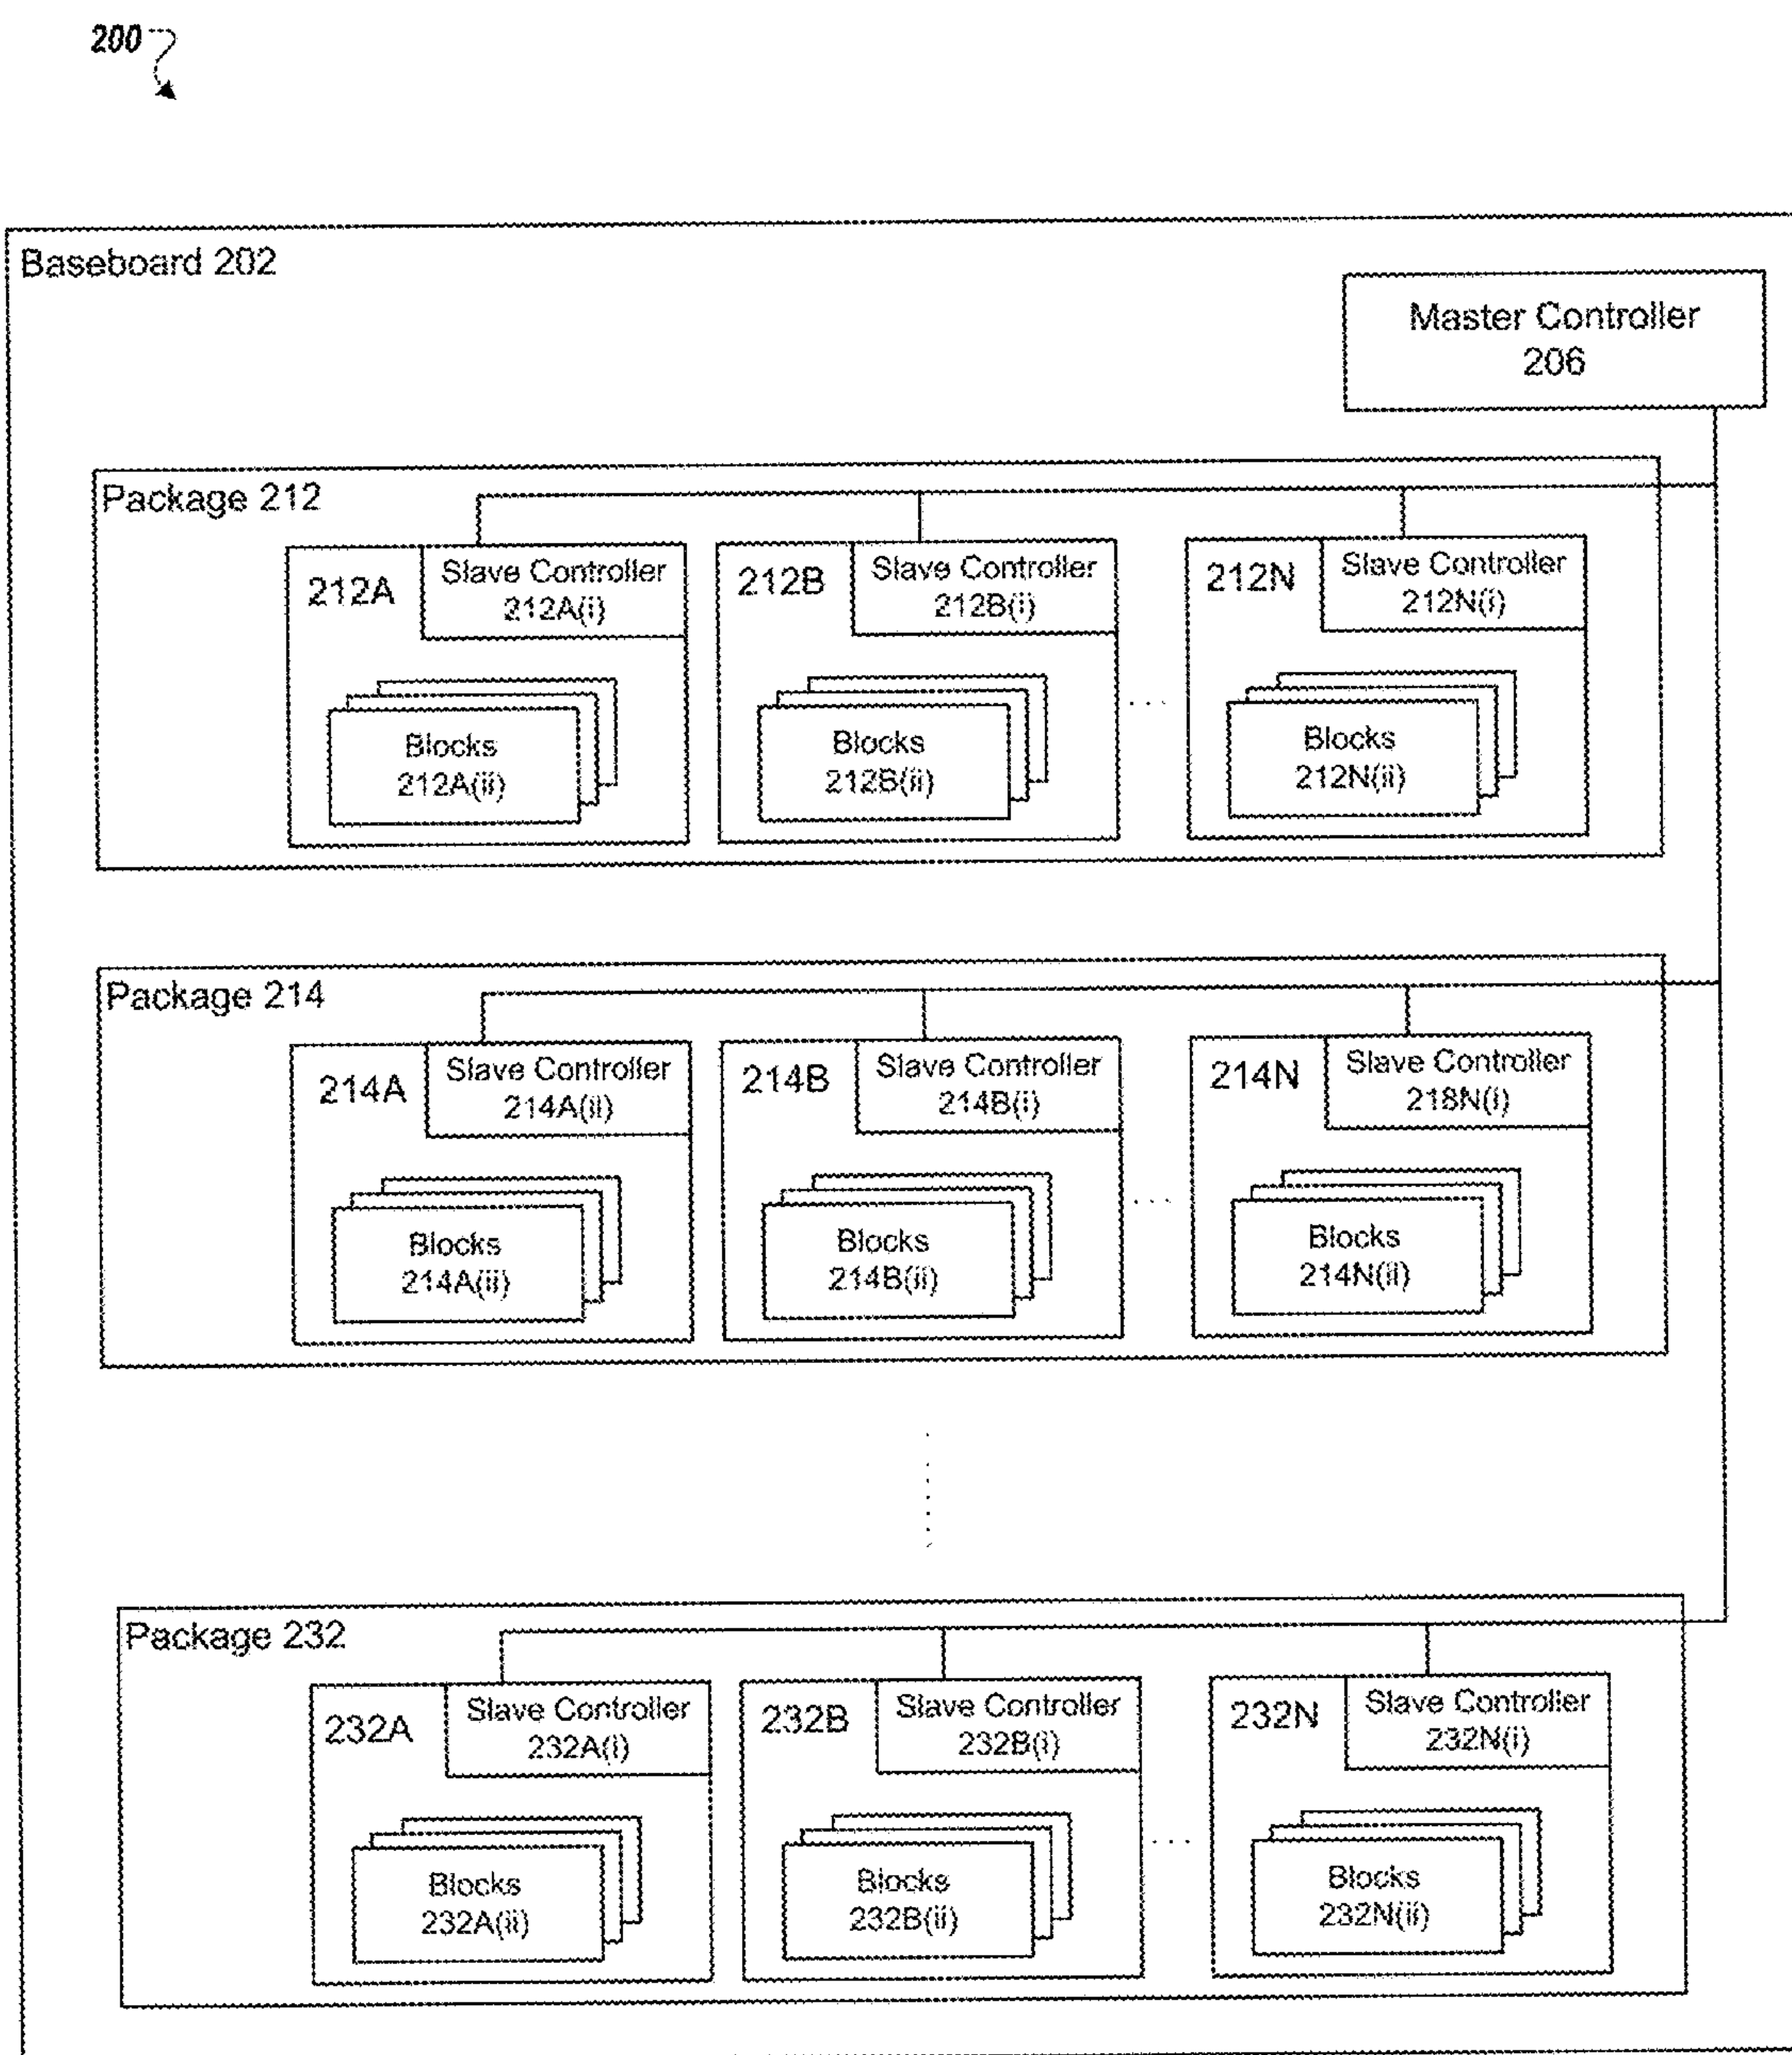 200
Baseboard 202
Master Controller
206
Package 212
212A
Slave Controller
212A(i)
212B
Slave Controller
212B(i)
212N
Slave Controller
212N(i)
Blocks
212A(ii)
Blocks
212B(ii)
. . .
Blocks
212N(ii)
Package 214
214A
Slave Controller
214A(ii)
214B
Slave Controller
214B(i)
214N
Slave Controller
218N(i)
Blocks
214A(ii)
Blocks
214B(ii)
. . .
Blocks
214N(ii)
Package 232
232A
Slave Controller
232A(i)
232B
Slave Controller
232B(i)
232N
Slave Controller
232N(i)
Blocks
232A(ii)
Blocks
232B(ii)
. . .
Blocks
232N(ii)